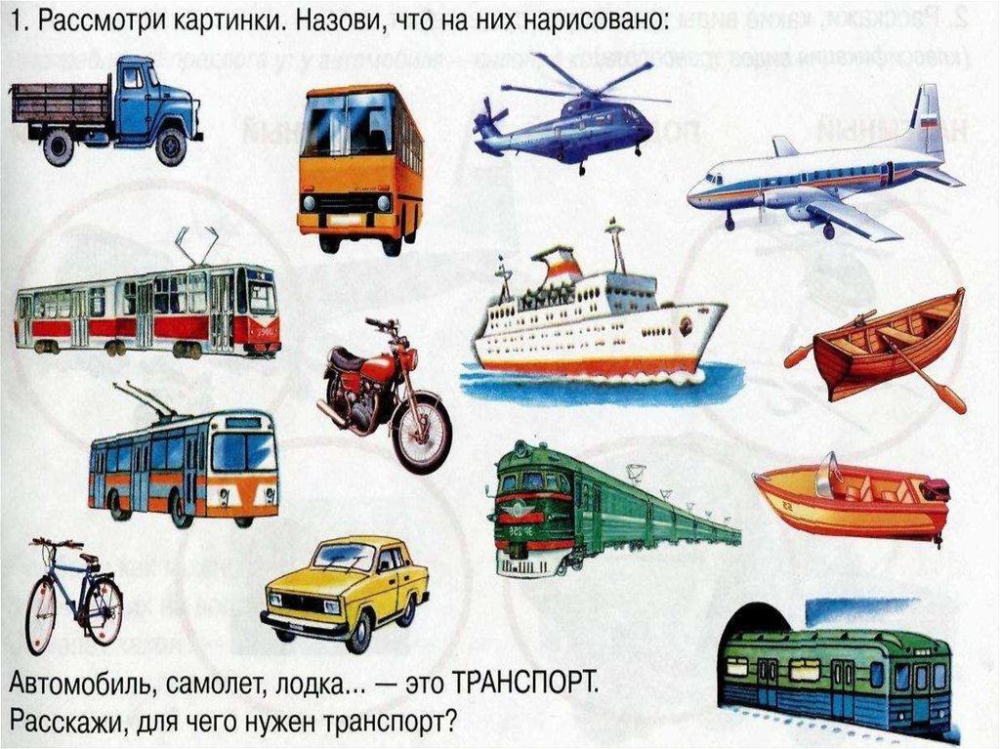 1. Рассмотри картинки. Назови, что на них нарисовано:
Автомобиль, самолет, лодка... — это ТРАНСПОРТ.
Расскажи, для чего нужен транспорт?